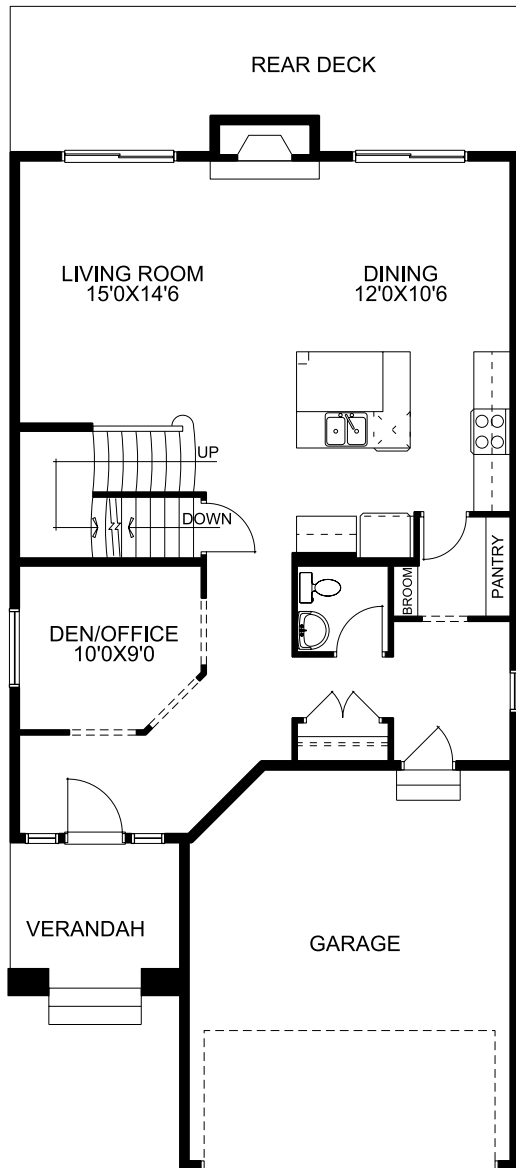 REAR DECK
LIVING ROOM
15'0X14'6
DINING
12'0X10'6
UP
DOWN
BROOM
PANTRY
DEN/OFFICE
10'0X9'0
VERANDAH
GARAGE